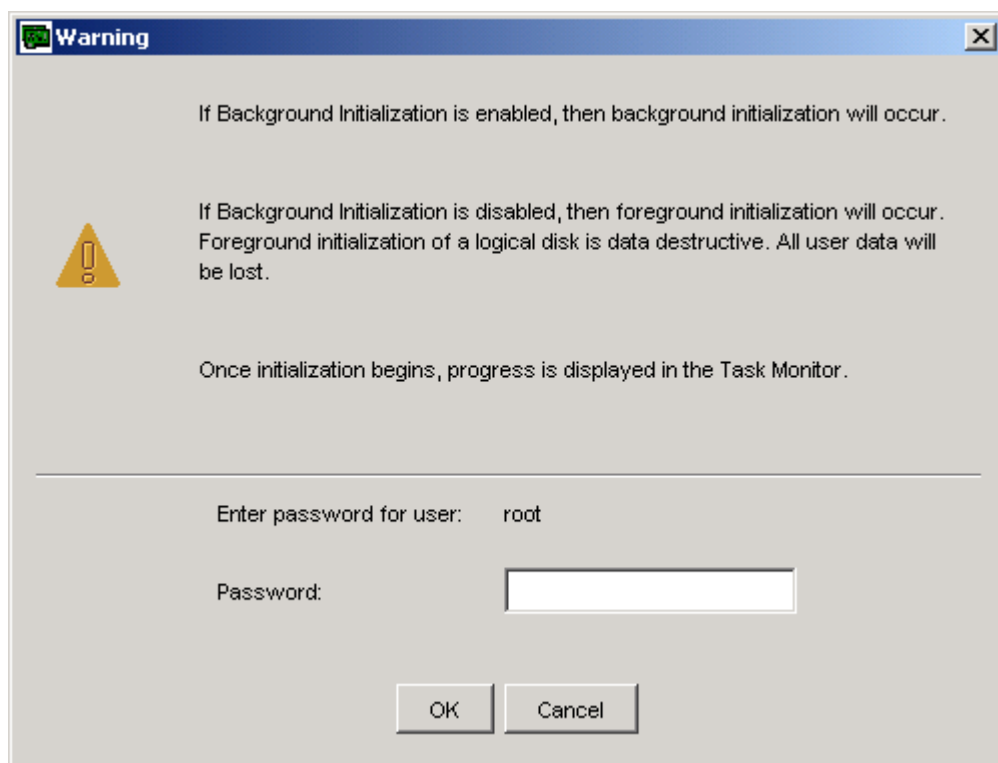 Warning
If Background Initialization is enabled, then background initialization will occur.
If Background Initialization is disabled, then foreground initialization will occur.
Foreground initialization of a logical disk is data destructive. All user data will
be lost.
Once initialization begins, progress is displayed in the Task Monitor.
Enter password for user: root
Password:
OK Cancel